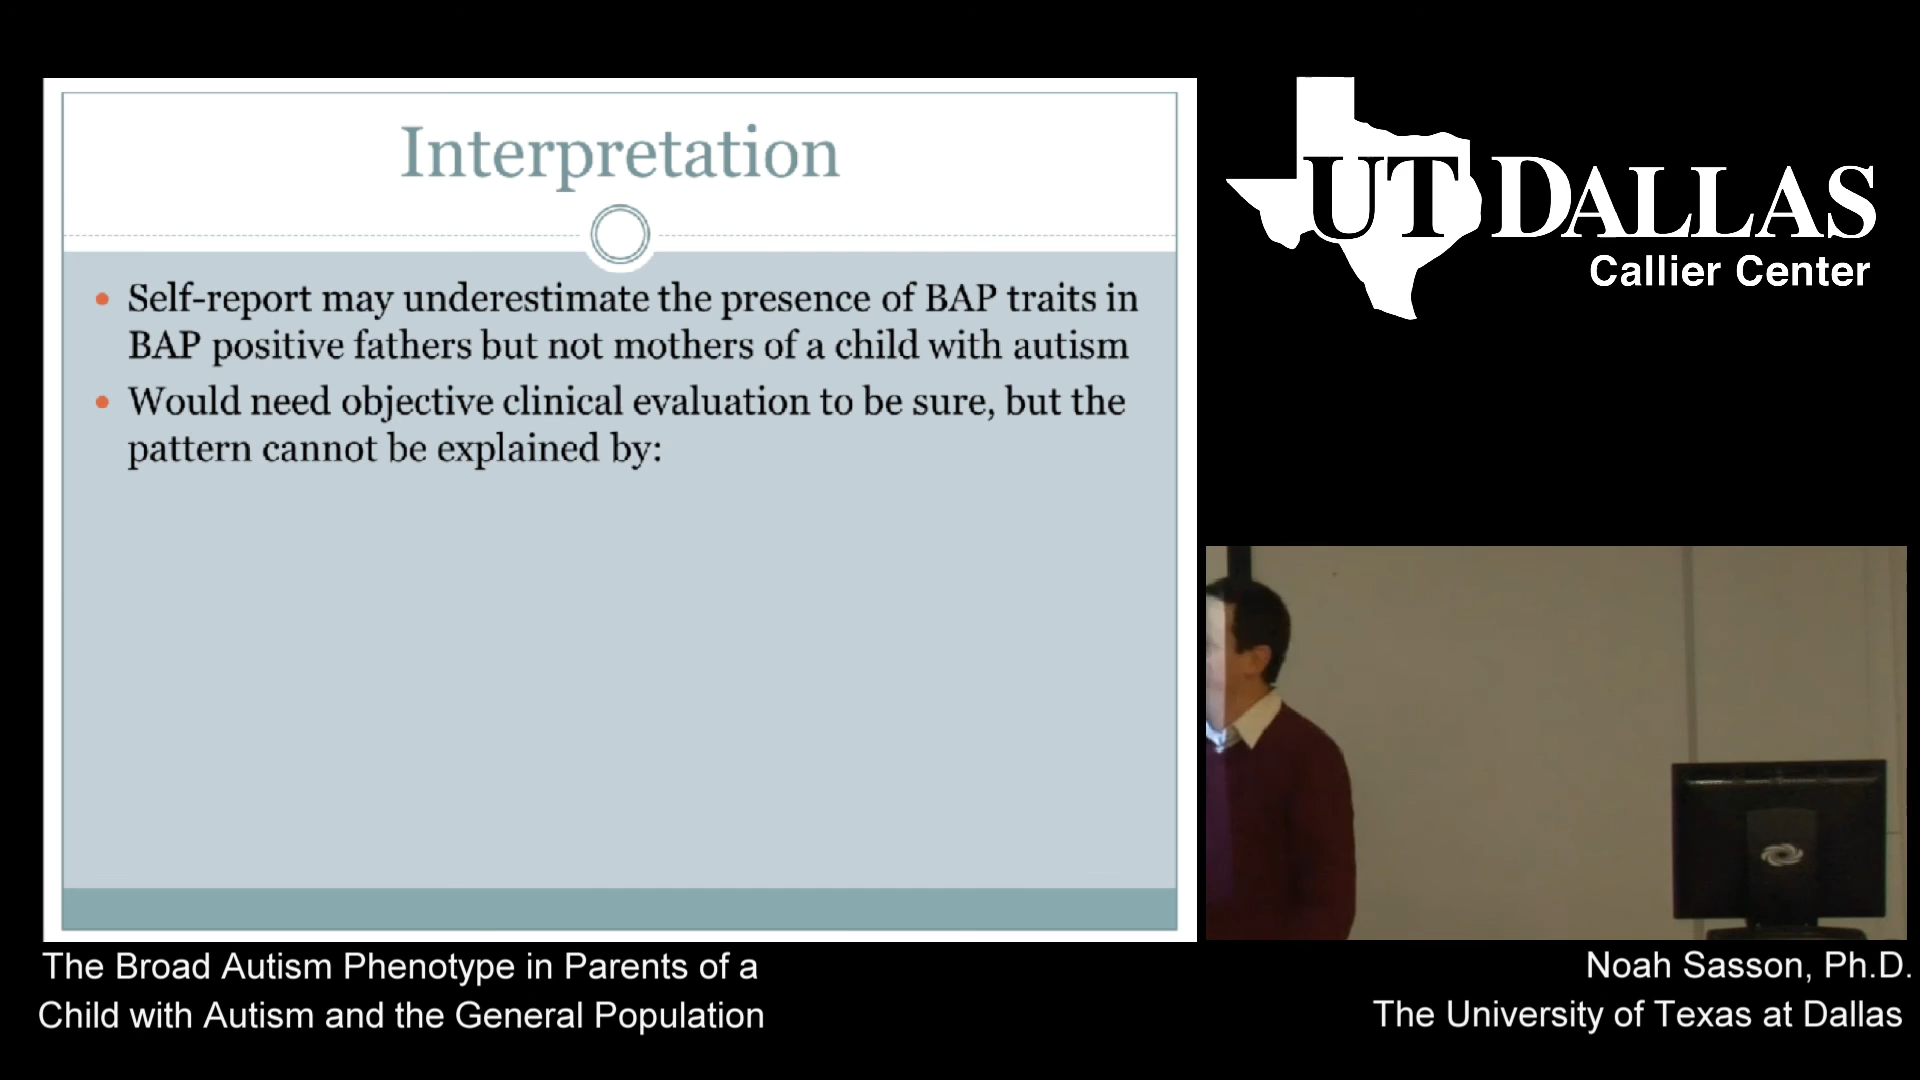 Interpretation
Self-report may underestimate the presence of BAP traits in
BAP positive fathers but not mothers of a child with autism
Would need objective clinical evaluation to be sure, but the
pattern cannot be explained by:
UT DALLAS
Callier Center
The Broad Autism Phenotype in Parents of a
Child with Autism and the General Population
Noah Sasson, Ph.D.
The University of Texas at Dallas